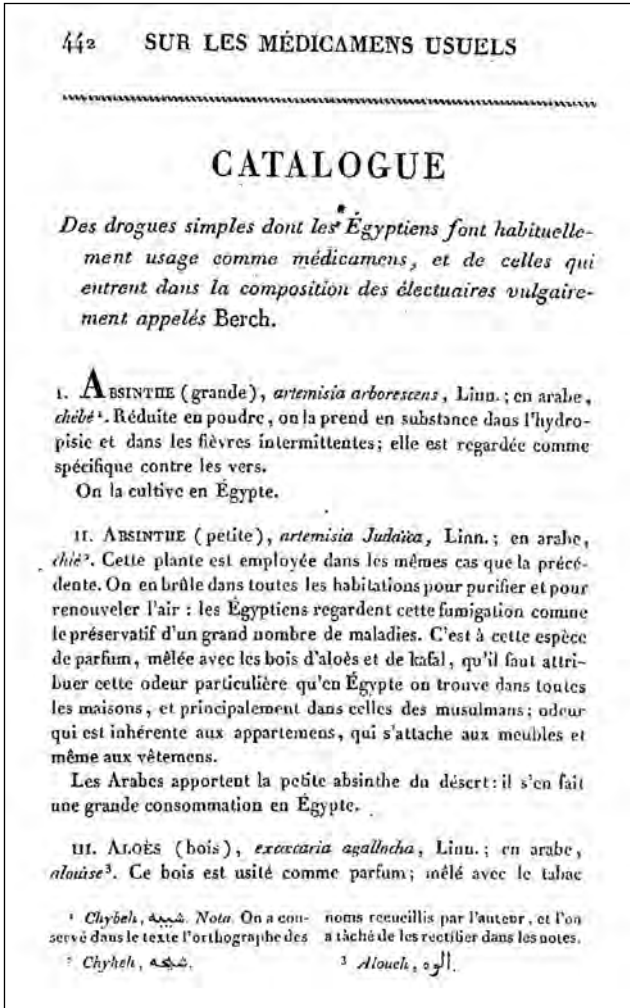 442 SUR LES MÉDICAMENS USUELS
CATALOGUE
Des drogues simples dont les Égyptiens font habituelle-
ment usage comme médicamens, et de celles qui
entrent dans la composition des électuaires vulgaire-
ment appelés Berch.
I. ABSINTHE (grande), artemisia arborescens, Linn.; en arabe,
chébé¹. Réduite en poudre, on la prend en substance dans l'hydro-
pisie et dans les fièvres intermittentes; elle est regardée comme
spécifique contre les vers.
On la cultive en Égypte.
II. ABSINTHE (petite), artemisia Judaïca, Linn.; en arabe,
chié². Cette plante est employée dans les mêmes cas que la précé-
dente. On en brûle dans toutes les habitations pour purifier et pour
renouveler l'air : les Égyptiens regardent cette fumigation comme
le préservatif d'un grand nombre de maladies. C'est à cette espèce
de parfum, mêlée avec les bois d'aloès et de kafal, qu'il faut attri-
buer cette odeur particulière qu'en Égypte on trouve dans toutes
les maisons, et principalement dans celles des musulmans; odeur
qui est inhérente aux appartemens, qui s'attache aux meubles et
même aux vêtemens.
Les Arabes apportent la petite absinthe du désert: il s'en fait
une grande consommation en Égypte.
III. ALOÈS (bois), excæcaria agallocha, Linn.; en arabe,
alouise³. Ce bois est usité comme parfum; mêlé avec le tabac
¹ Chybeh, شيبة. Nota. On a con-
servé dans le texte l'orthographe des
noms recueillis par l'auteur, et l'on
a tâché de les rectifier dans les notes.
² Chyheh, شيحة.
³ Aloueh, الوه.